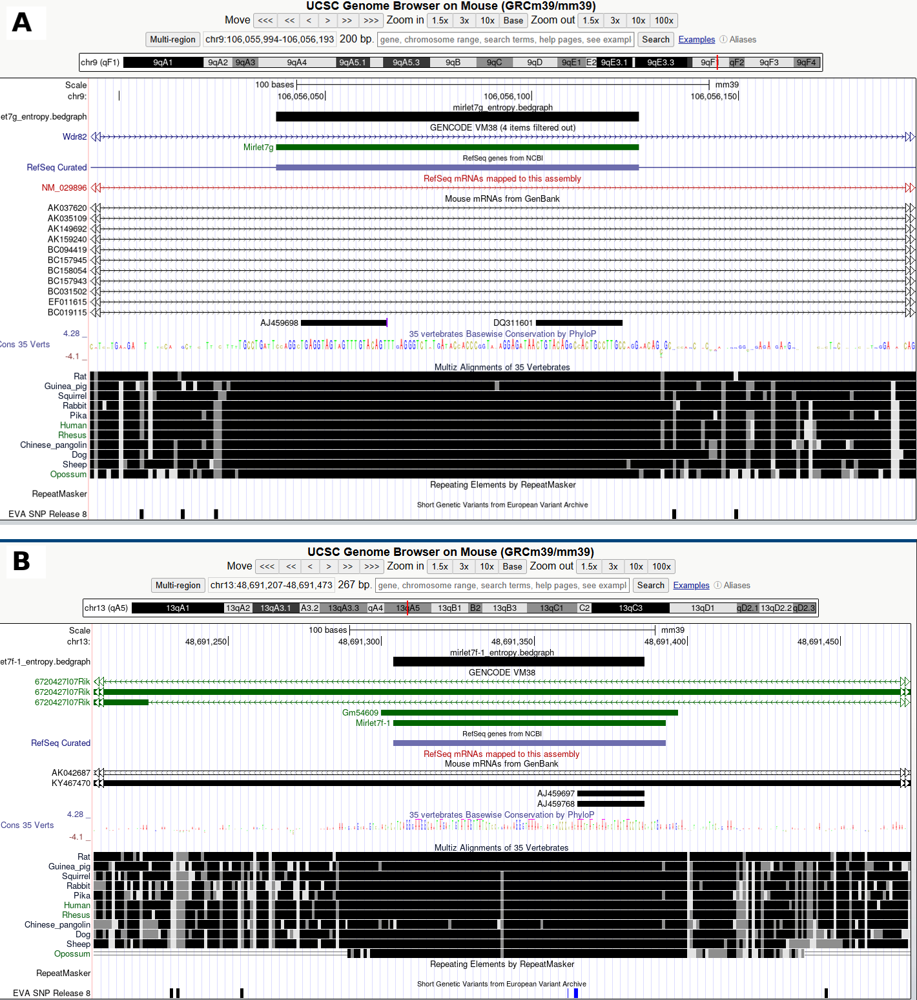 A
UCSC Genome Browser on Mouse (GRCm39/mm39)
Move <<< << < > >> >>> Zoom in 1.5x 3x 10x Base Zoom out 1.5x 3x 10x 100x
Multi-region chr9:106,055,994-106,056,193 200 bp. gene, chromosome range, search terms, help pages, see exampl Search Examples ⓘ Aliases
chr9 (qF1) 9qA1 9qA2 9qA3 9qA4 9qA5.1 9qA5.3 9qB 9qC 9qD 9qE1 E2 9qE3.1 9qE3.3 9qF1 qF2 9qF3 9qF4
Scale 100 bases mm39
chr9: 106,056,050 106,056,100 106,056,150
mirlet7g_entropy.bedgraph
et7g_entropy.bedgraph
GENCODE VM38 (4 items filtered out)
Wdr82
Mirlet7g
RefSeq genes from NCBI
RefSeq Curated
RefSeq mRNAs mapped to this assembly
NM_029896
Mouse mRNAs from GenBank
AK037620
AK035109
AK149692
AK159240
BC094419
BC157945
BC158054
BC157943
BC031502
EF011615
BC019115
AJ459698 DQ311601
4.28 _ 35 vertebrates Basewise Conservation by PhyloP
Cons 35 Verts
-4.1 _
Multiz Alignments of 35 Vertebrates
Rat
Guinea_pig
Squirrel
Rabbit
Pika
Human
Rhesus
Chinese_pangolin
Dog
Sheep
Opossum
Repeating Elements by RepeatMasker
RepeatMasker
Short Genetic Variants from European Variant Archive
EVA SNP Release 8
B
UCSC Genome Browser on Mouse (GRCm39/mm39)
Move <<< << < > >> >>> Zoom in 1.5x 3x 10x Base Zoom out 1.5x 3x 10x 100x
Multi-region chr13:48,691,207-48,691,473 267 bp. gene, chromosome range, search terms, help pages, see exampl Search Examples ⓘ Aliases
chr13 (qA5) 13qA1 13qA2 13qA3.1 A3.2 13qA3.3 qA4 13qA5 13qB1 B2 13qB3 13qC1 C2 13qC3 13qD1 qD2.1 13qD2.2 qD2.3
Scale 100 bases mm39
chr13: 48,691,250 48,691,300 48,691,350 48,691,400 48,691,450
mirlet7f-1_entropy.bedgraph
et7f-1_entropy.bedgraph
GENCODE VM38
6720427I07Rik
6720427I07Rik
6720427I07Rik
Gm54609
Mirlet7f-1
RefSeq genes from NCBI
RefSeq Curated
RefSeq mRNAs mapped to this assembly
Mouse mRNAs from GenBank
AK042687
KY467470
AJ459697
AJ459768
4.28 _ 35 vertebrates Basewise Conservation by PhyloP
Cons 35 Verts
-4.1 _
Multiz Alignments of 35 Vertebrates
Rat
Guinea_pig
Squirrel
Rabbit
Pika
Human
Rhesus
Chinese_pangolin
Dog
Sheep
Opossum
Repeating Elements by RepeatMasker
RepeatMasker
Short Genetic Variants from European Variant Archive
EVA SNP Release 8